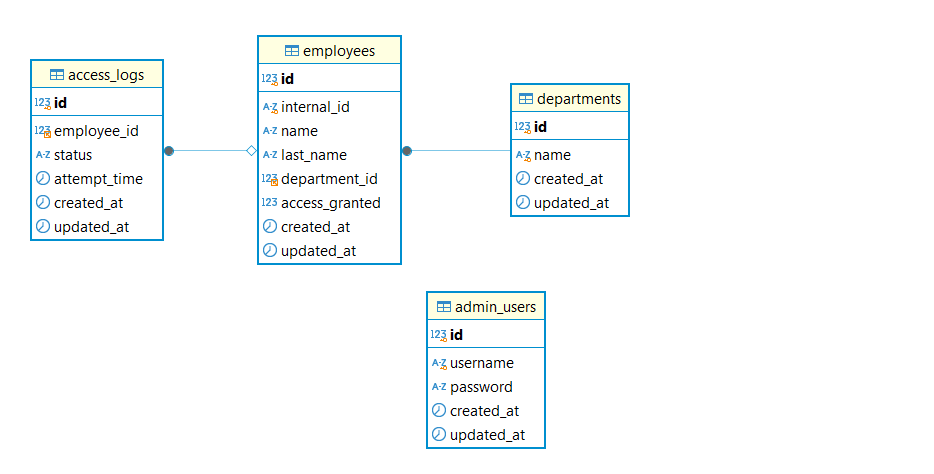 access_logs
123 id
123 employee_id
A-Z status
attempt_time
created_at
updated_at
employees
123 id
A-Z internal_id
A-Z name
A-Z last_name
123 department_id
123 access_granted
created_at
updated_at
departments
123 id
A-Z name
created_at
updated_at
admin_users
123 id
A-Z username
A-Z password
created_at
updated_at